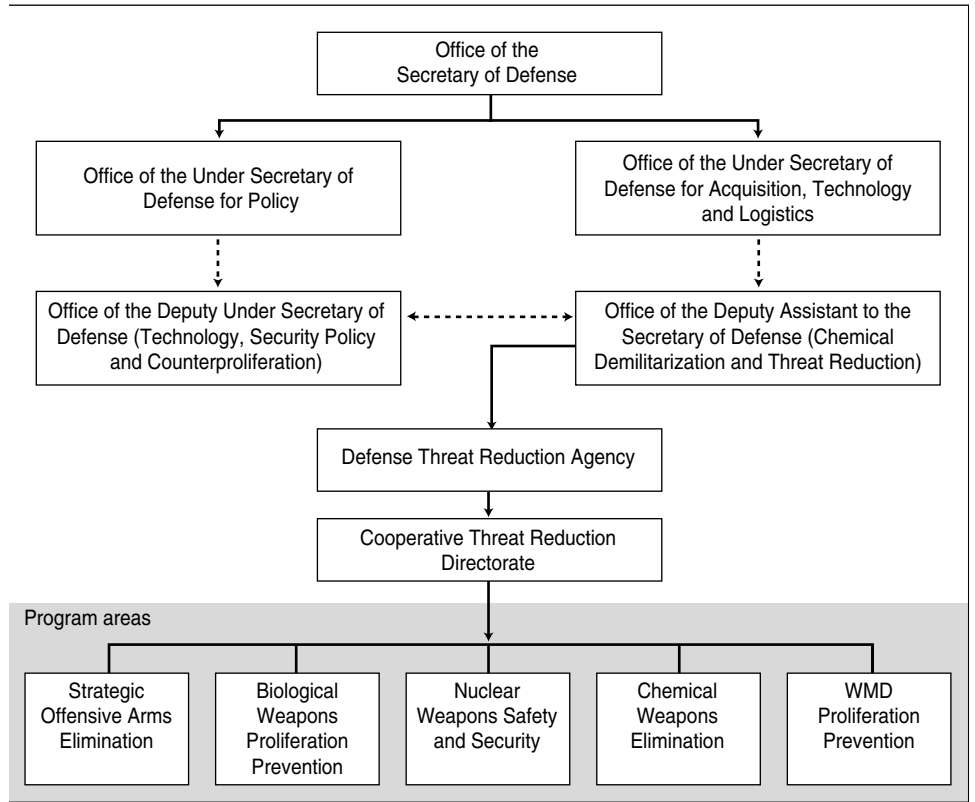 Office of the
Secretary of Defense
Office of the Under Secretary of
Defense for Policy
Office of the Under Secretary of
Defense for Acquisition, Technology
and Logistics
Office of the Deputy Under Secretary of
Defense (Technology, Security Policy
and Counterproliferation)
Office of the Deputy Assistant to the
Secretary of Defense (Chemical
Demilitarization and Threat Reduction)
Defense Threat Reduction Agency
Cooperative Threat Reduction
Directorate
Program areas
Strategic
Offensive Arms
Elimination
Biological
Weapons
Proliferation
Prevention
Nuclear
Weapons Safety
and Security
Chemical
Weapons
Elimination
WMD
Proliferation
Prevention